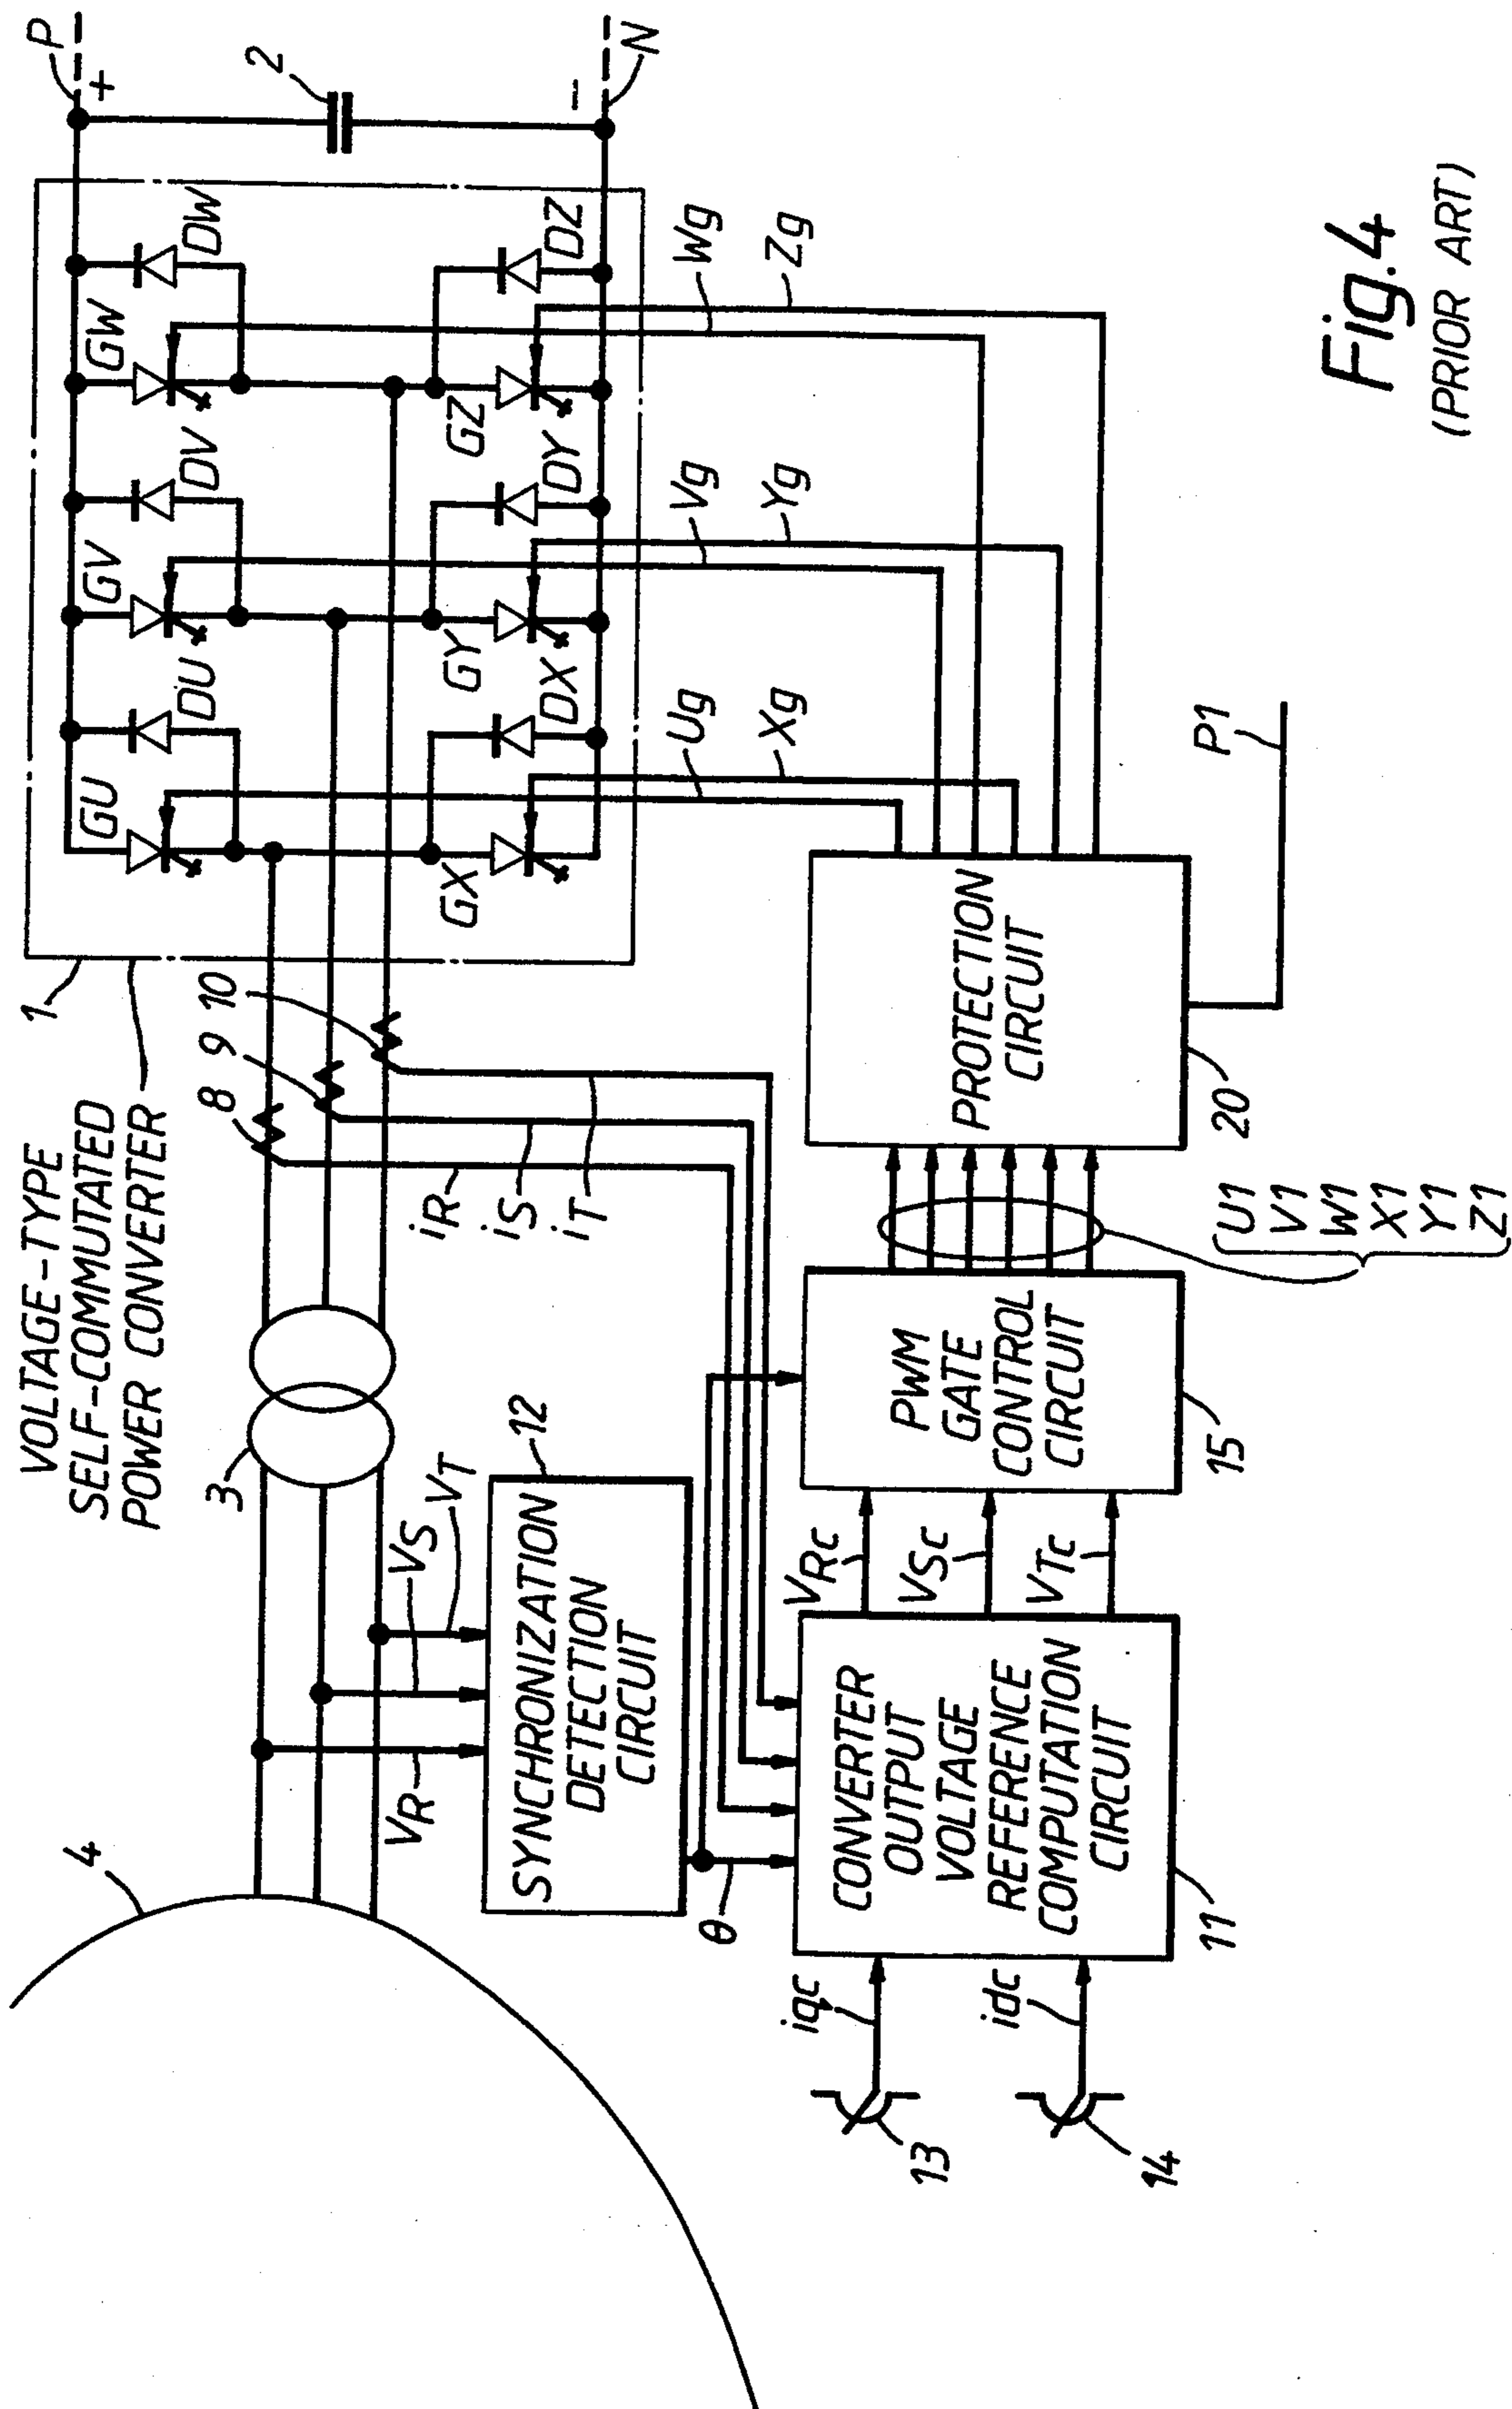 VOLTAGE-TYPE
SELF-COMMUTATED
POWER CONVERTER
1
GU
DU
GV
DV
GW
DW
P
+
2
-
N
GX
DX
GY
DY
GZ
DZ
4
3
8
9
10
VR
VS
VT
iR
iS
iT
Ug
Xg
Vg
Yg
Wg
Zg
12
SYNCHRONIZATION
DETECTION
CIRCUIT
θ
iqc
idc
13
14
CONVERTER
OUTPUT
VOLTAGE
REFERENCE
COMPUTATION
CIRCUIT
11
VRc
VSc
VTc
PWM
GATE
CONTROL
CIRCUIT
15
U1
V1
W1
X1
Y1
Z1
PROTECTION
CIRCUIT
20
P1
Fig.4
(PRIOR ART)